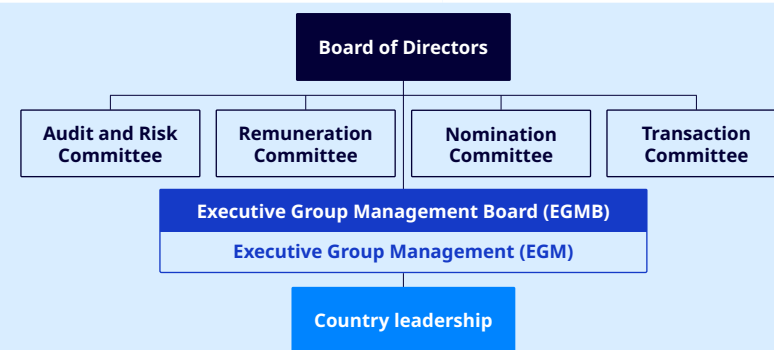 Board of Directors
Audit and Risk
Committee
Remuneration
Committee
Nomination
Committee
Transaction
Committee
Executive Group Management Board (EGMB)
Executive Group Management (EGM)
Country leadership